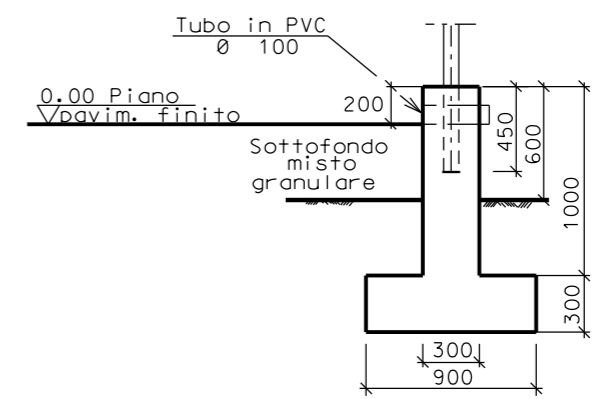 Tubo in PVC
Ø 100
0.00 Piano
pavim. finito
200
Sottofondo
misto
granulare
450
600
1000
300
300
900